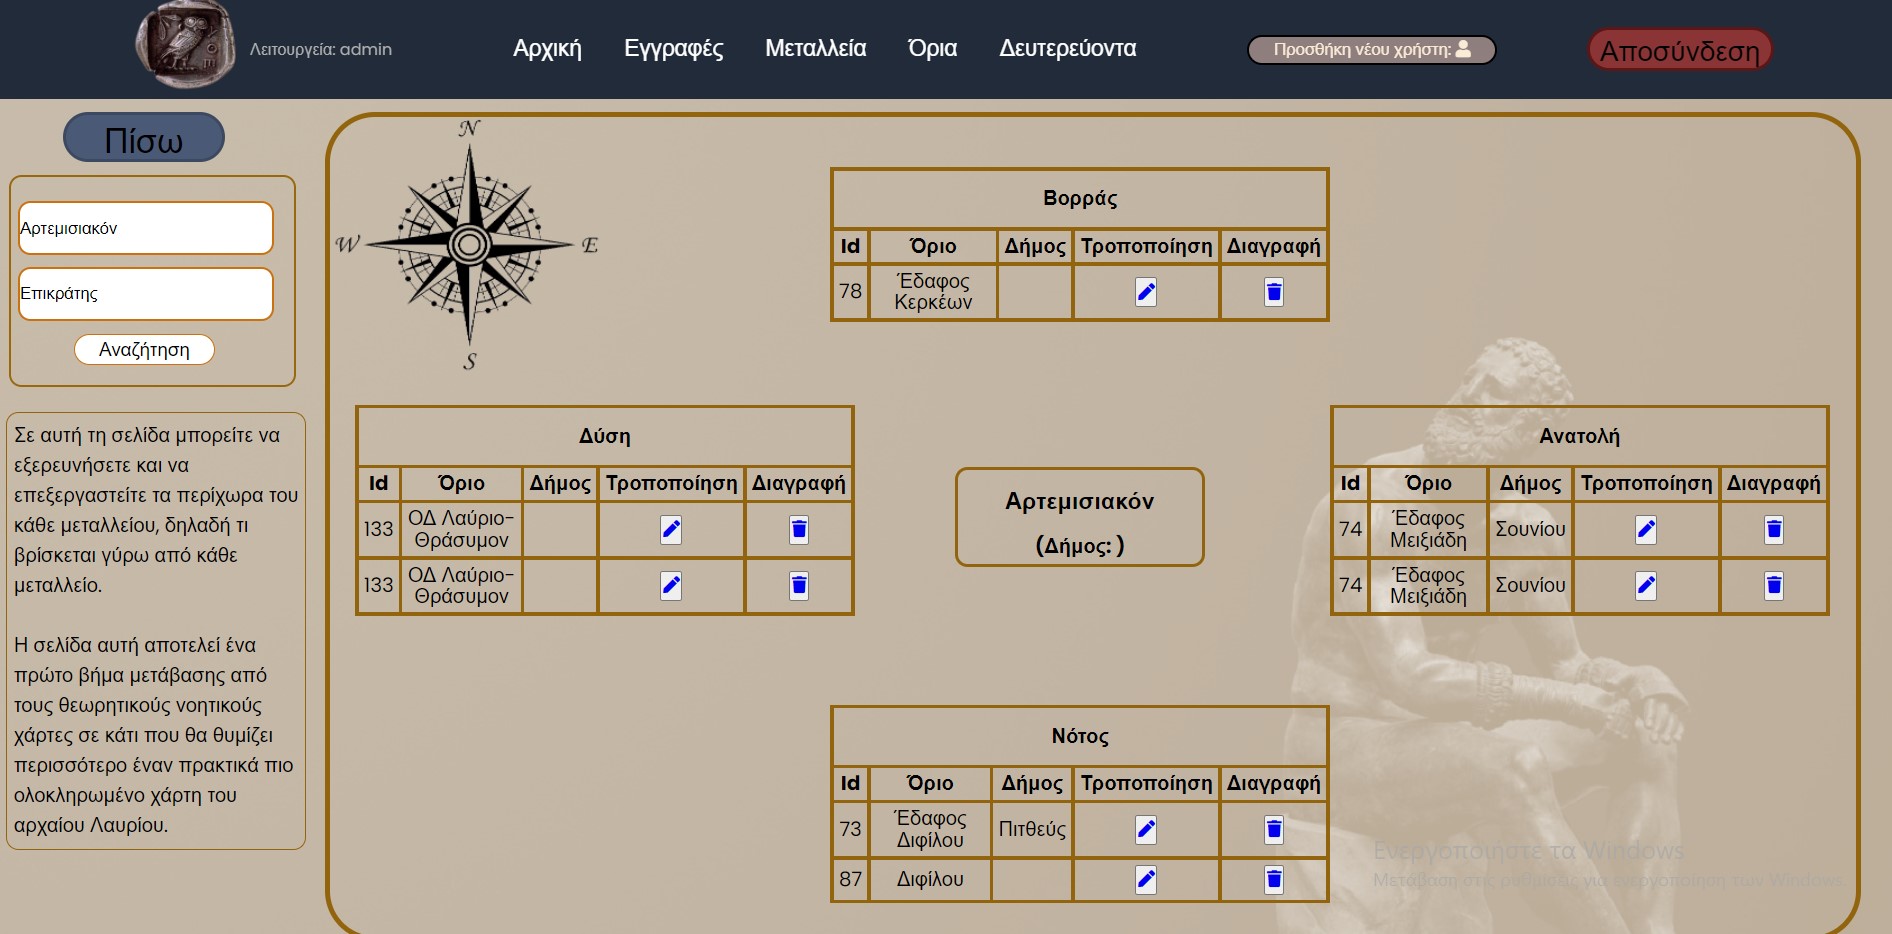 Λειτουργεία: admin
Αρχική Εγγραφές Μεταλλεία Όρια Δευτερεύοντα
Προσθήκη νέου χρήστη:
Αποσύνδεση
Πίσω
Αρτεμισιακόν
Επικράτης
Αναζήτηση
Σε αυτή τη σελίδα μπορείτε να
εξερευνήσετε και να
επεξεργαστείτε τα περίχωρα του
κάθε μεταλλείου, δηλαδή τι
βρίσκεται γύρω από κάθε
μεταλλείο.
Η σελίδα αυτή αποτελεί ένα
πρώτο βήμα μετάβασης από
τους θεωρητικούς νοητικούς
χάρτες σε κάτι που θα θυμίζει
περισσότερο έναν πρακτικά πιο
ολοκληρωμένο χάρτη του
αρχαίου Λαυρίου.
N
W E
S
Βορράς
Id Όριο Δήμος Τροποποίηση Διαγραφή
78 Έδαφος
Κερκέων
Δύση
Id Όριο Δήμος Τροποποίηση Διαγραφή
133 ΟΔ Λαύριο-
Θράσυμον
133 ΟΔ Λαύριο-
Θράσυμον
Αρτεμισιακόν
(Δήμος: )
Ανατολή
Id Όριο Δήμος Τροποποίηση Διαγραφή
74 Έδαφος
Μειξιάδη Σουνίου
74 Έδαφος
Μειξιάδη Σουνίου
Νότος
Id Όριο Δήμος Τροποποίηση Διαγραφή
73 Έδαφος
Διφίλου Πιτθεύς
87 Διφίλου
Ενεργοποιήστε τα Windows
Μετάβαση στις ρυθμίσεις για ενεργοποίηση των Windows.